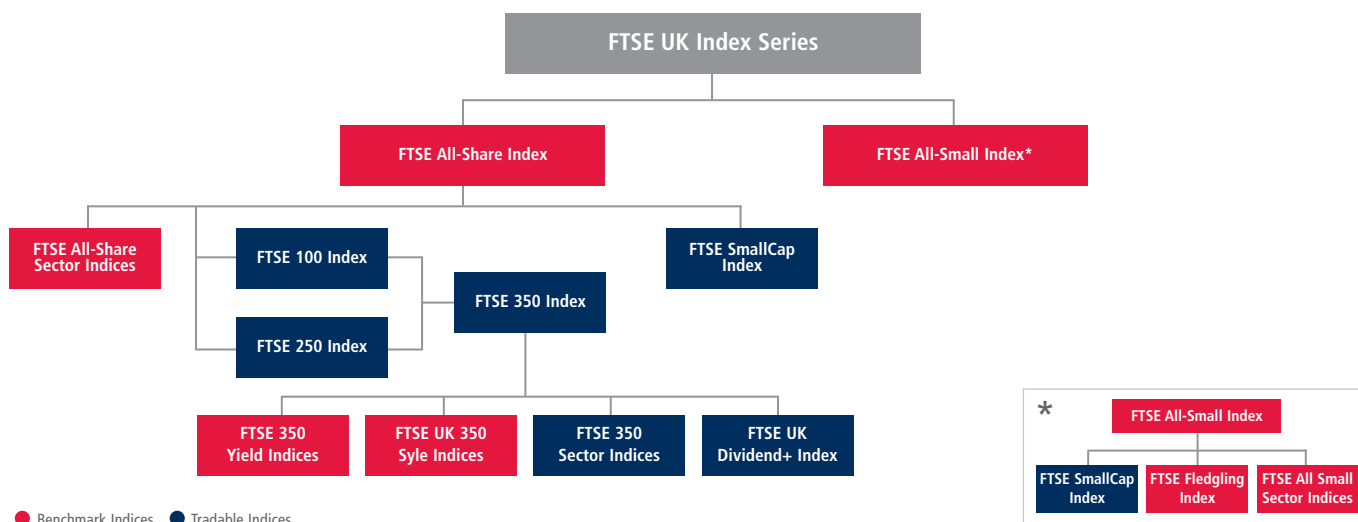 FTSE UK Index Series
FTSE All-Share Index
FTSE All-Small Index*
FTSE All-Share
Sector Indices
FTSE 100 Index
FTSE SmallCap
Index
FTSE 350 Index
FTSE 250 Index
FTSE 350
Yield Indices
FTSE UK 350
Syle Indices
FTSE 350
Sector Indices
FTSE UK
Dividend+ Index
*
FTSE All-Small Index
FTSE SmallCap
Index
FTSE Fledgling
Index
FTSE All Small
Sector Indices
Benchmark Indices
Tradable Indices